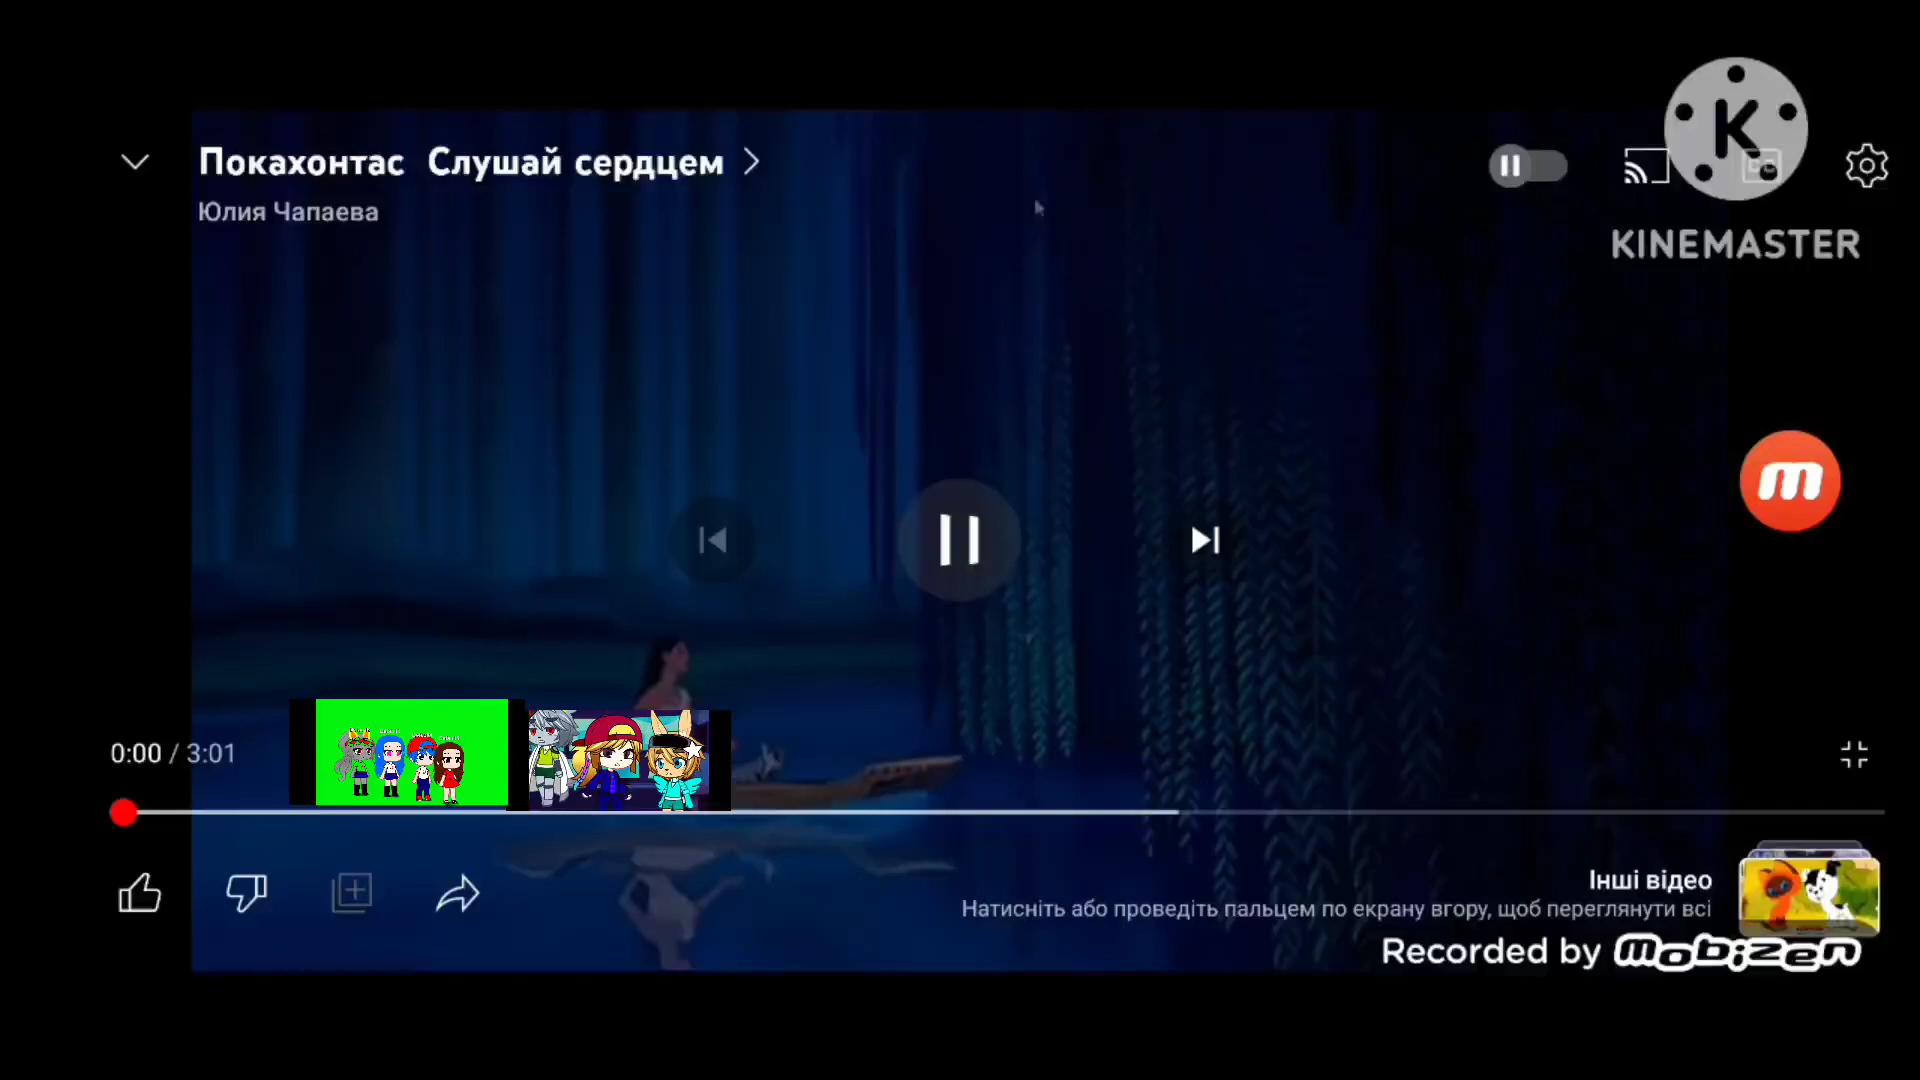 Покахонтас Слушай сердцем
Юлия Чапаева
K
CC
KINEMASTER
m
0:00 / 3:01
Інші відео
Натисніть або проведіть пальцем по екрану вгору, щоб переглянути всі
Recorded by mobizen